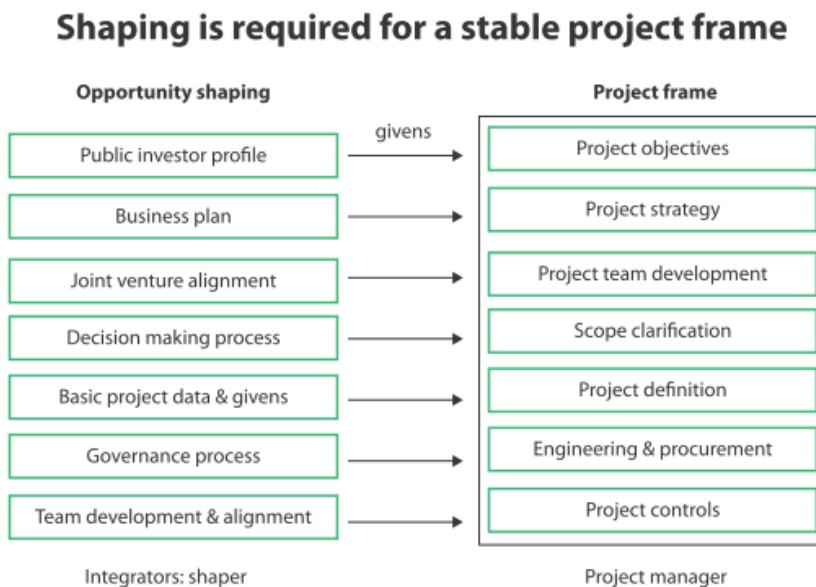 Shaping is required for a stable project frame
Opportunity shaping
Project frame
givens
Public investor profile
Project objectives
Business plan
Project strategy
Joint venture alignment
Project team development
Decision making process
Scope clarification
Basic project data & givens
Project definition
Governance process
Engineering & procurement
Team development & alignment
Project controls
Integrators: shaper
Project manager